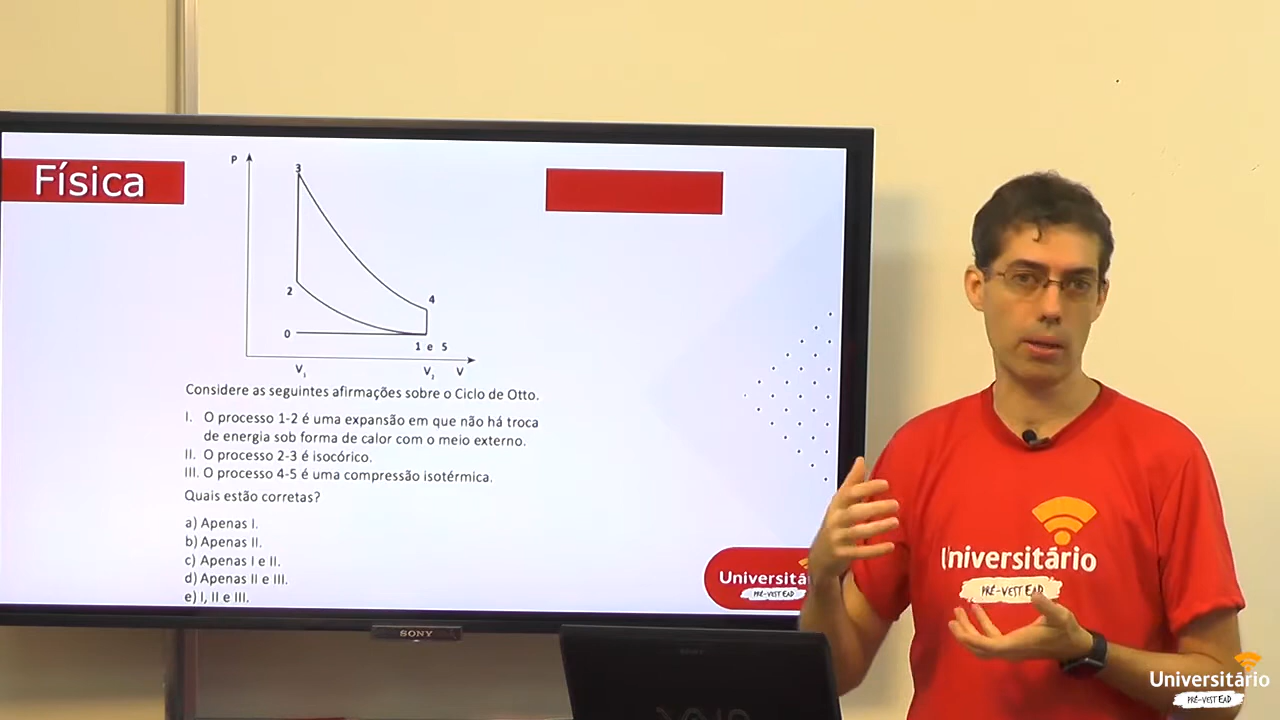 Física
P
3
2
4
0
1 e 5
V₁
V₂
V
Considere as seguintes afirmações sobre o Ciclo de Otto.
I. O processo 1-2 é uma expansão em que não há troca
de energia sob forma de calor com o meio externo.
II. O processo 2-3 é isocórico.
III. O processo 4-5 é uma compressão isotérmica.
Quais estão corretas?
a) Apenas I.
b) Apenas II.
c) Apenas I e II.
d) Apenas II e III.
e) I, II e III.
Universitá
PRÉ-VEST EAD
SONY
SONY
VAIO
Universitário
PRÉ-VEST EAD
Universitário
PRÉ-VEST EAD